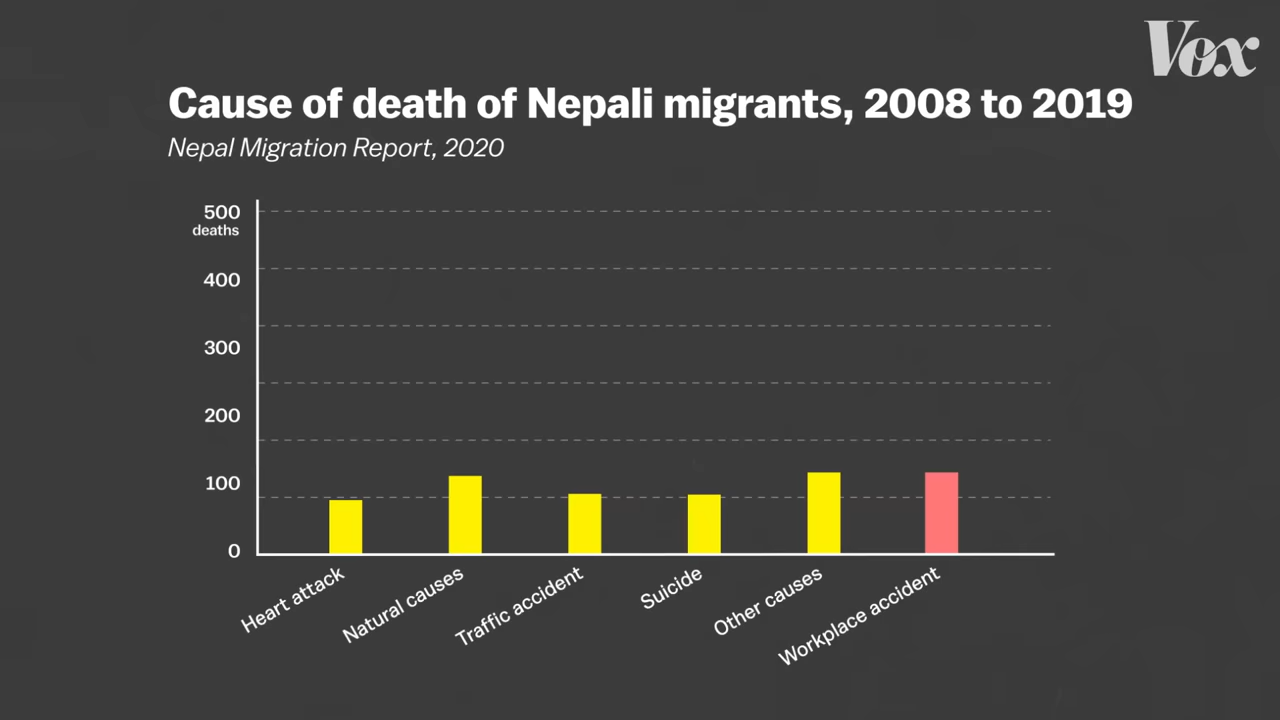 Vox
Cause of death of Nepali migrants, 2008 to 2019
Nepal Migration Report, 2020
500
deaths
400
300
200
100
0
Heart attack
Natural causes
Traffic accident
Suicide
Other causes
Workplace accident